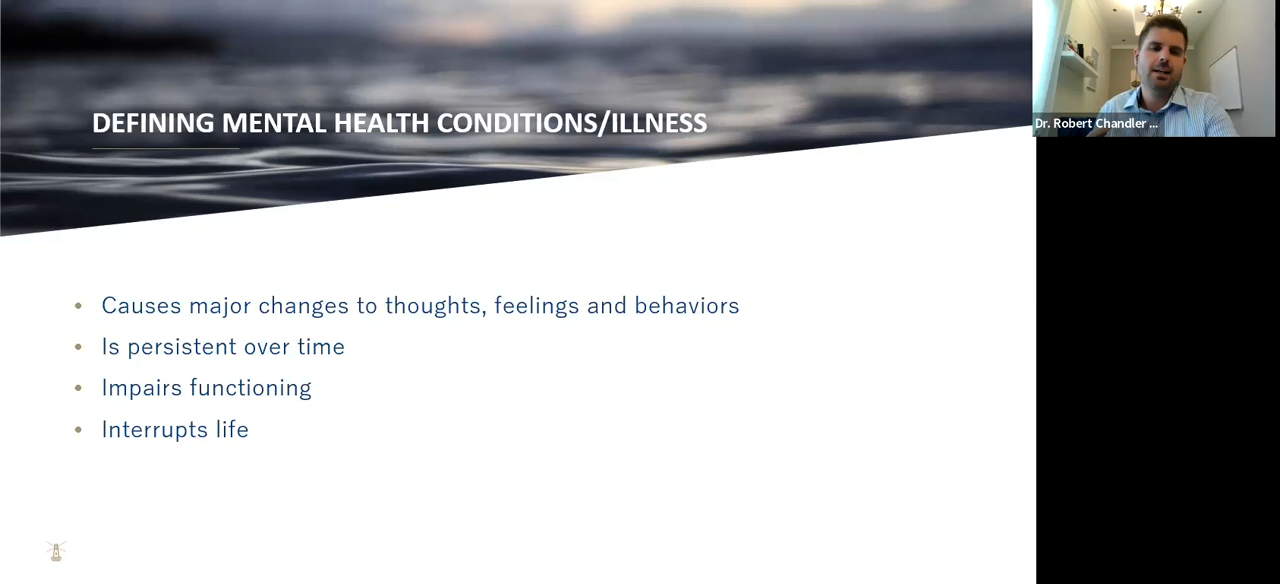 DEFINING MENTAL HEALTH CONDITIONS/ILLNESS
Dr. Robert Chandler ...
• Causes major changes to thoughts, feelings and behaviors
• Is persistent over time
• Impairs functioning
• Interrupts life